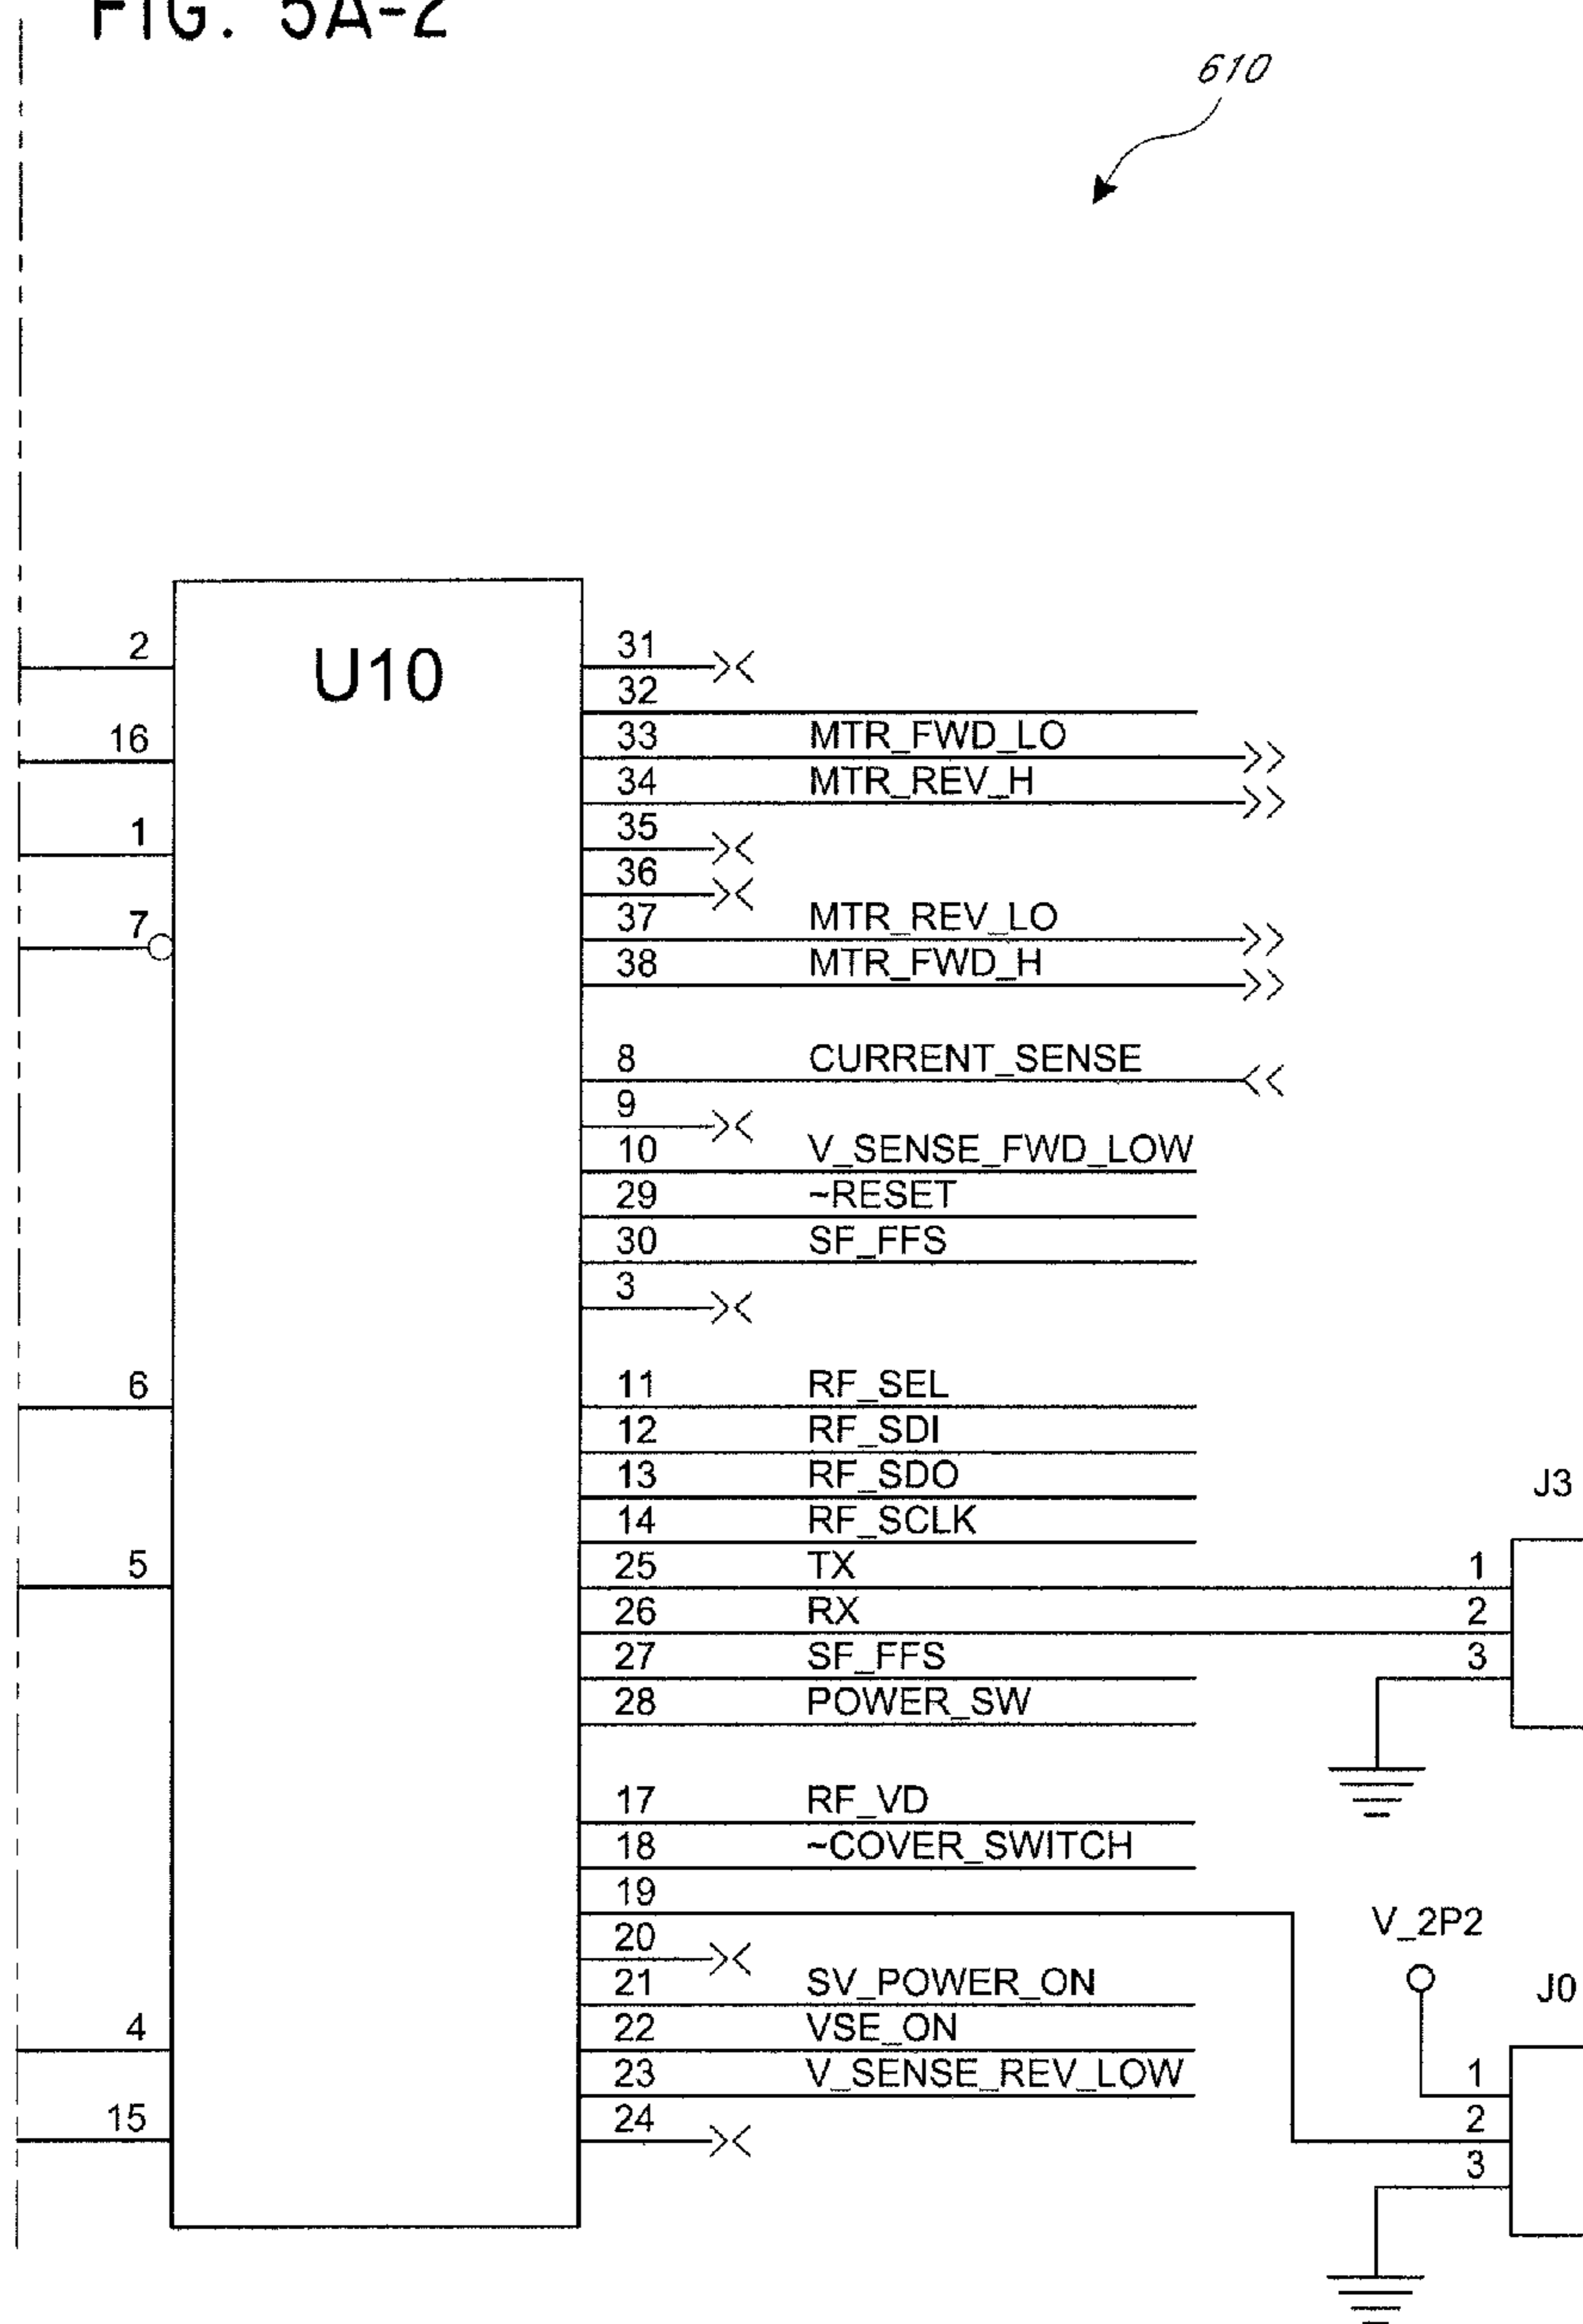 FIG. 5A-2
610
U10
2
16
1
7
6
5
4
15
31
32
33 MTR_FWD_LO
34 MTR_REV_H
35
36
37 MTR_REV_LO
38 MTR_FWD_H
8 CURRENT_SENSE
9
10 V_SENSE_FWD_LOW
29 ~RESET
30 SF_FFS
3
11 RF_SEL
12 RF_SDI
13 RF_SDO
14 RF_SCLK
25 TX
26 RX
27 SF_FFS
28 POWER_SW
17 RF_VD
18 ~COVER_SWITCH
19
20
21 SV_POWER_ON
22 VSE_ON
23 V_SENSE_REV_LOW
24
J3
1
2
3
V_2P2
J0
1
2
3